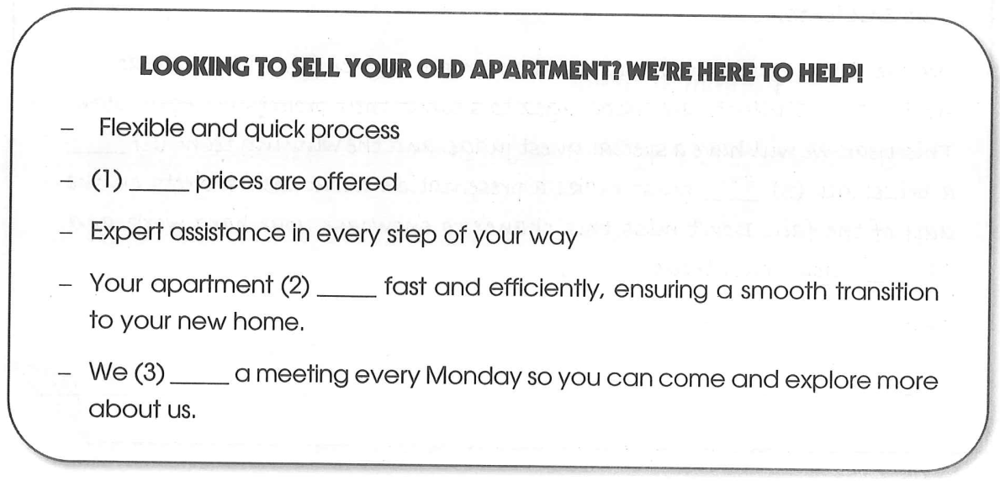 LOOKING TO SELL YOUR OLD APARTMENT? WE'RE HERE TO HELP!
– Flexible and quick process
– (1) _____ prices are offered
– Expert assistance in every step of your way
– Your apartment (2) _____ fast and efficiently, ensuring a smooth transition
to your new home.
– We (3) _____ a meeting every Monday so you can come and explore more
about us.